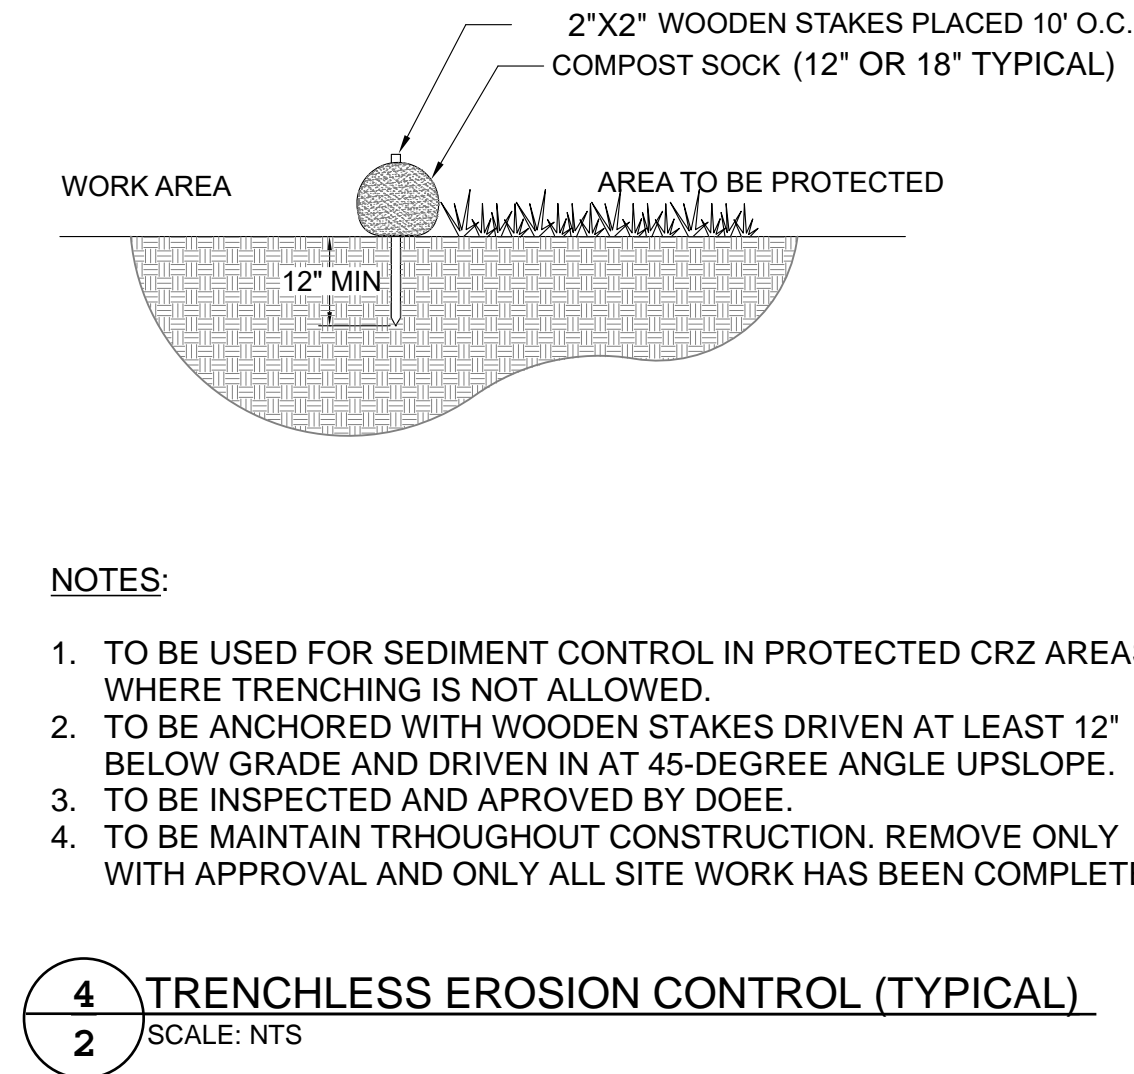 2"X2" WOODEN STAKES PLACED 10' O.C.
COMPOST SOCK (12" OR 18" TYPICAL)
WORK AREA
AREA TO BE PROTECTED
12" MIN
NOTES:
1. TO BE USED FOR SEDIMENT CONTROL IN PROTECTED CRZ AREA
WHERE TRENCHING IS NOT ALLOWED.
2. TO BE ANCHORED WITH WOODEN STAKES DRIVEN AT LEAST 12"
BELOW GRADE AND DRIVEN IN AT 45-DEGREE ANGLE UPSLOPE.
3. TO BE INSPECTED AND APROVED BY DOEE.
4. TO BE MAINTAIN TRHOUGHOUT CONSTRUCTION. REMOVE ONLY
WITH APPROVAL AND ONLY ALL SITE WORK HAS BEEN COMPLET
4
2
TRENCHLESS EROSION CONTROL (TYPICAL)
SCALE: NTS